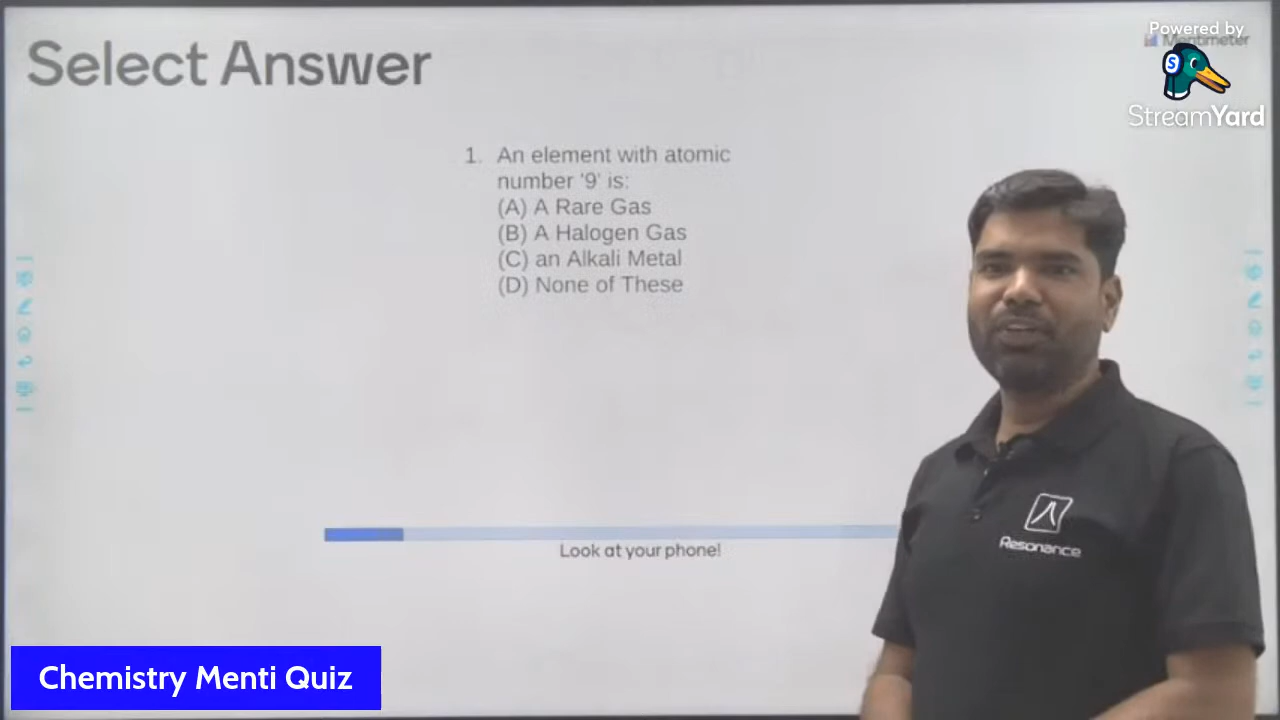 Select Answer
Powered by
Mentimeter
StreamYard
1. An element with atomic
number '9' is:
(A) A Rare Gas
(B) A Halogen Gas
(C) an Alkali Metal
(D) None of These
Look at your phone!
Resonance
Chemistry Menti Quiz